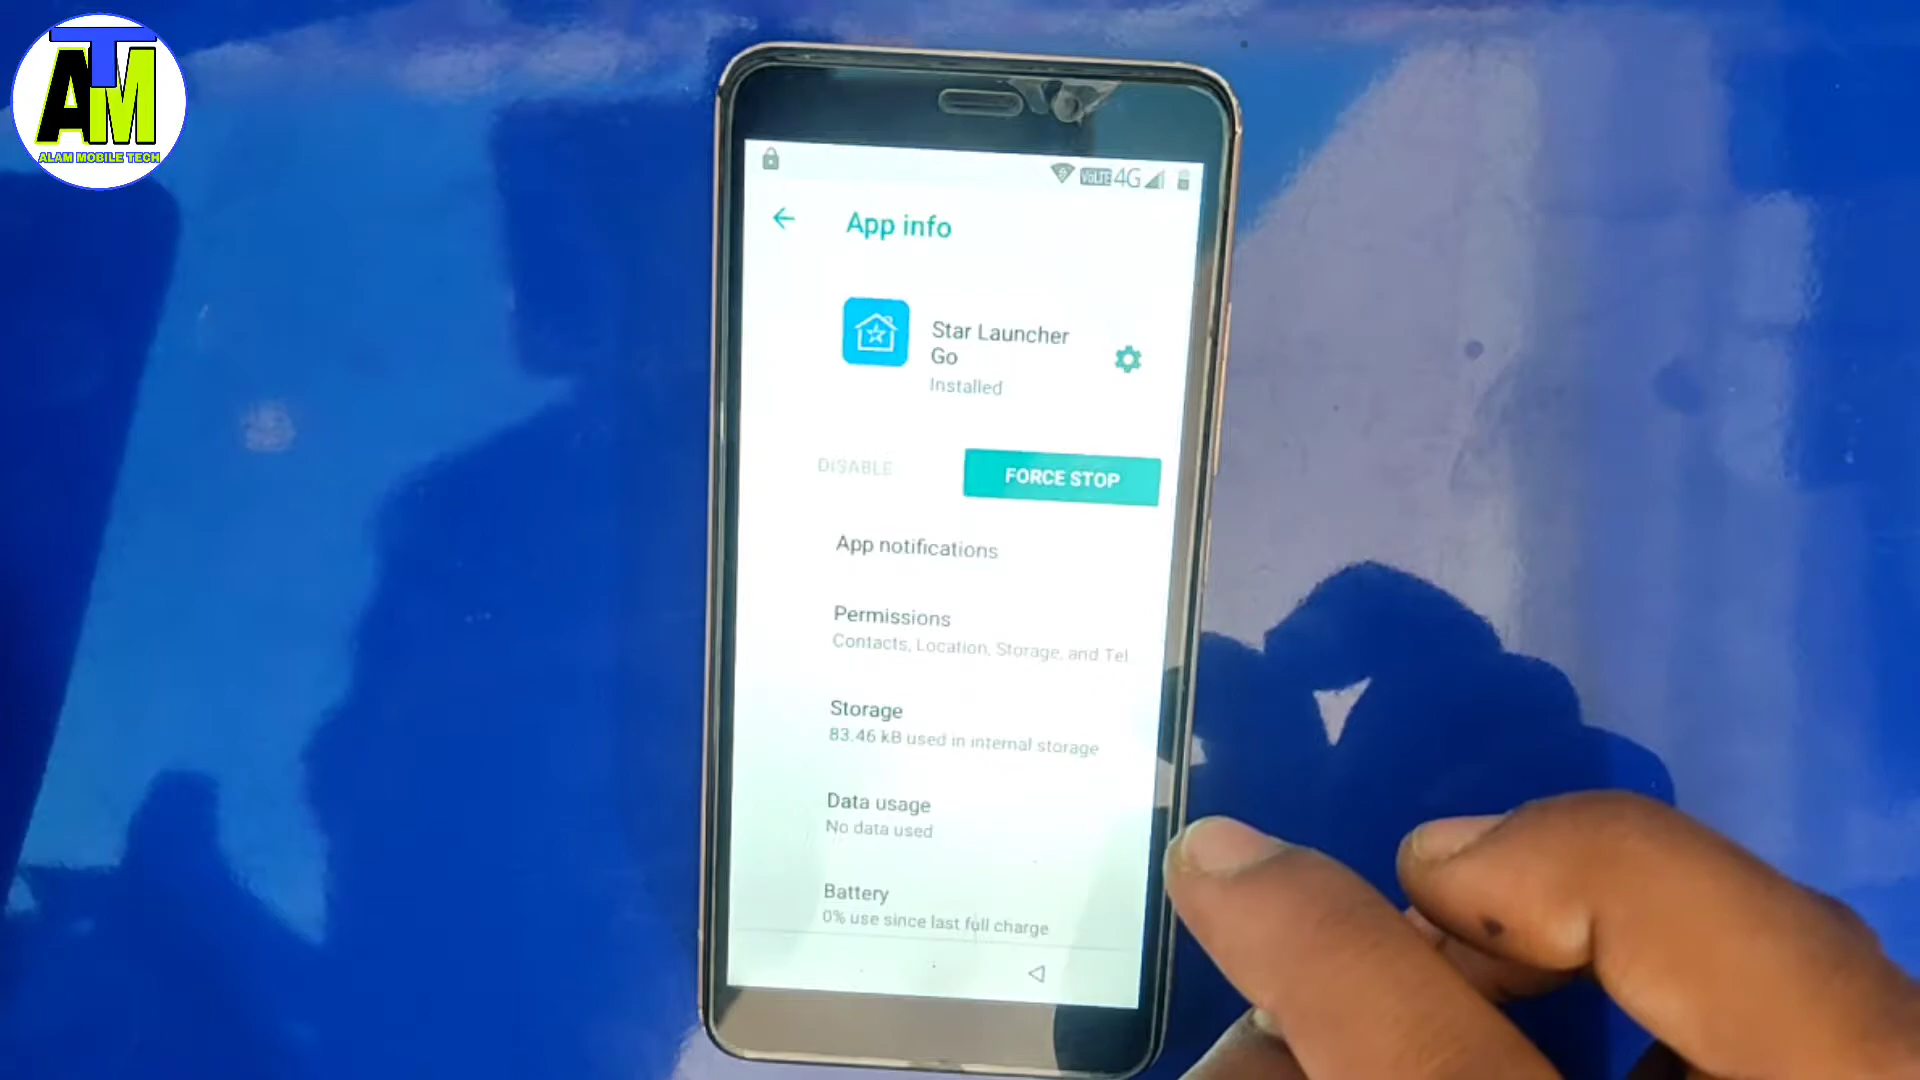 ATM
ALAM MOBILE TECH
VoLTE 4G
App info
Star Launcher
Go
Installed
DISABLE
FORCE STOP
App notifications
Permissions
Contacts, Location, Storage, and Tel
Storage
83.46 kB used in internal storage
Data usage
No data used
Battery
0% use since last full charge